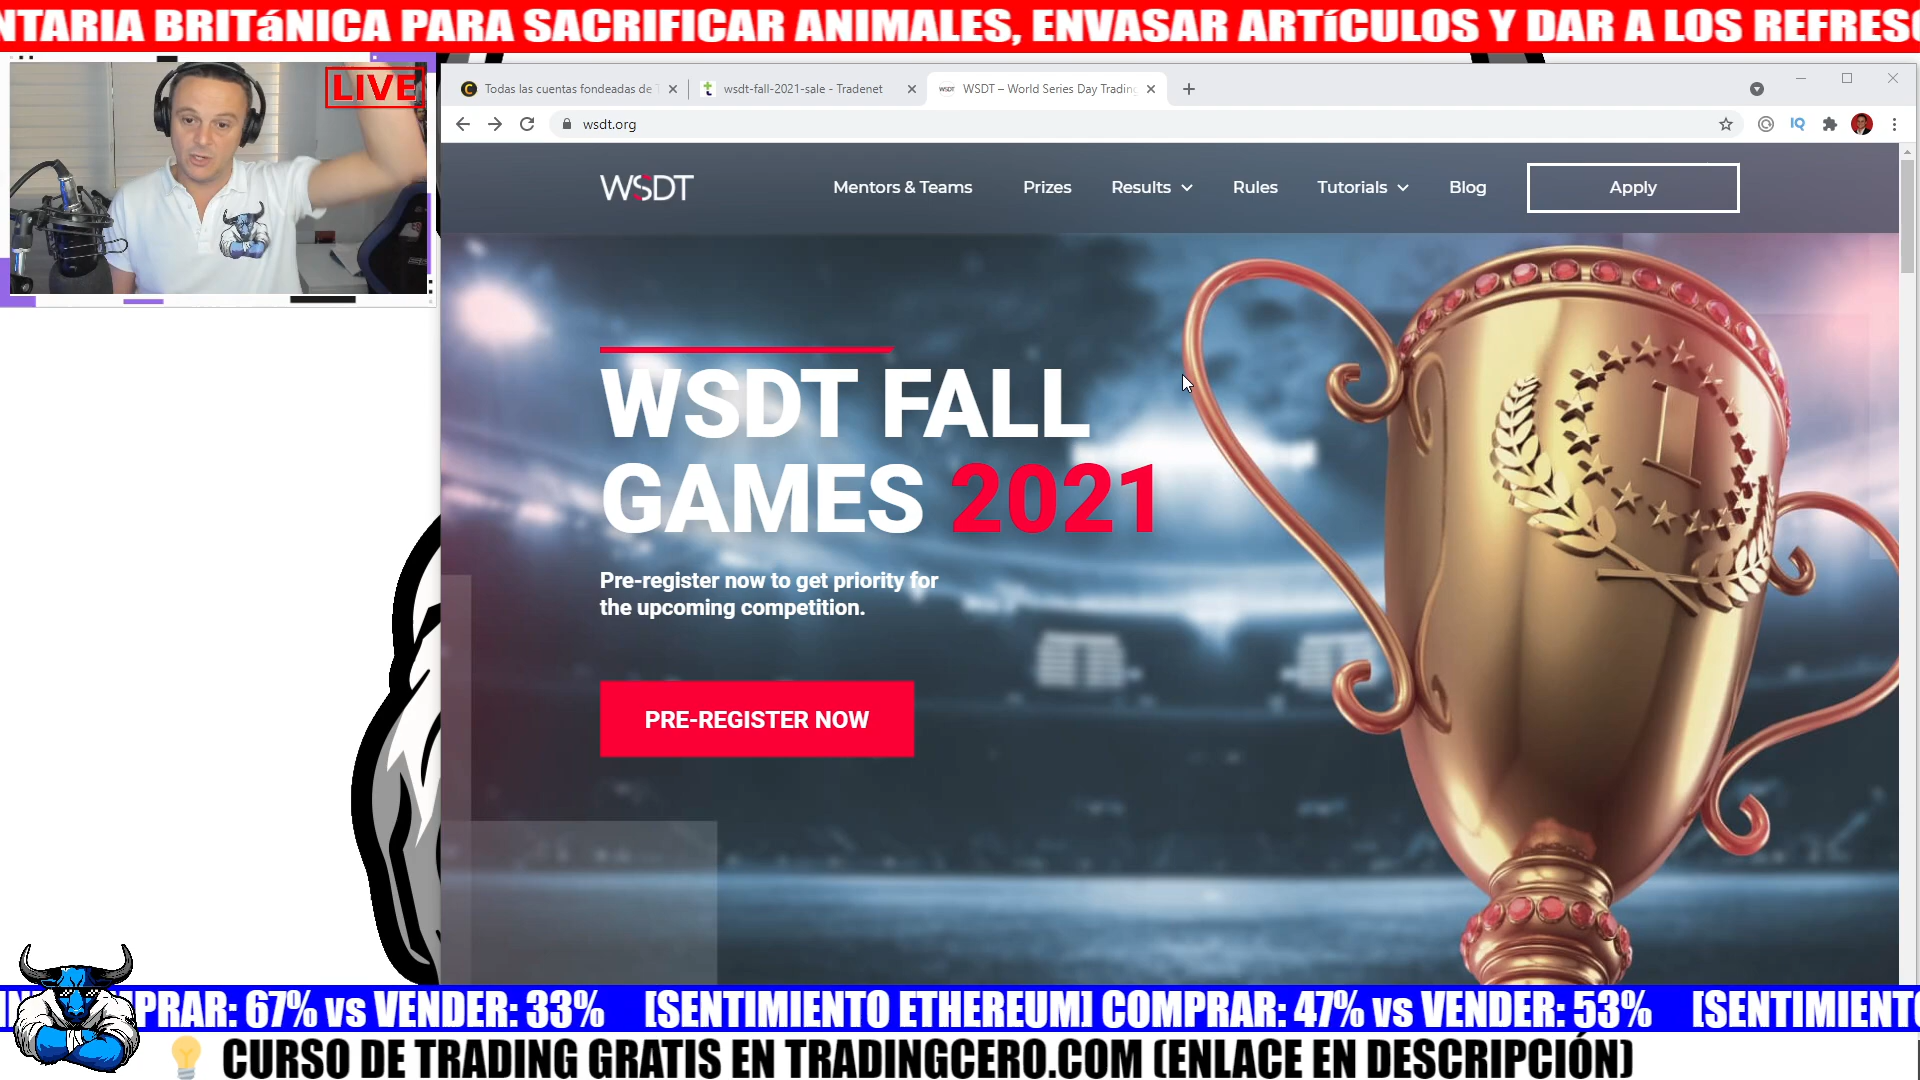 NTARIA BRITáNICA PARA SACRIFICAR ANIMALES, ENVASAR ARTíCULOS Y DAR A LOS REFRES
LIVE
Todas las cuentas fondeadas de
wsdt-fall-2021-sale - Tradenet
WSDT – World Series Day Trading
wsdt.org
IQ
WSDT
Mentors & Teams
Prizes
Results
Rules
Tutorials
Blog
Apply
WSDT FALL
GAMES 2021
Pre-register now to get priority for
the upcoming competition.
PRE-REGISTER NOW
1
PRAR: 67% vs VENDER: 33% [SENTIMIENTO ETHEREUM] COMPRAR: 47% vs VENDER: 53% [SENTIMIENTO
CURSO DE TRADING GRATIS EN TRADINGCERO.COM (ENLACE EN DESCRIPCIÓN)